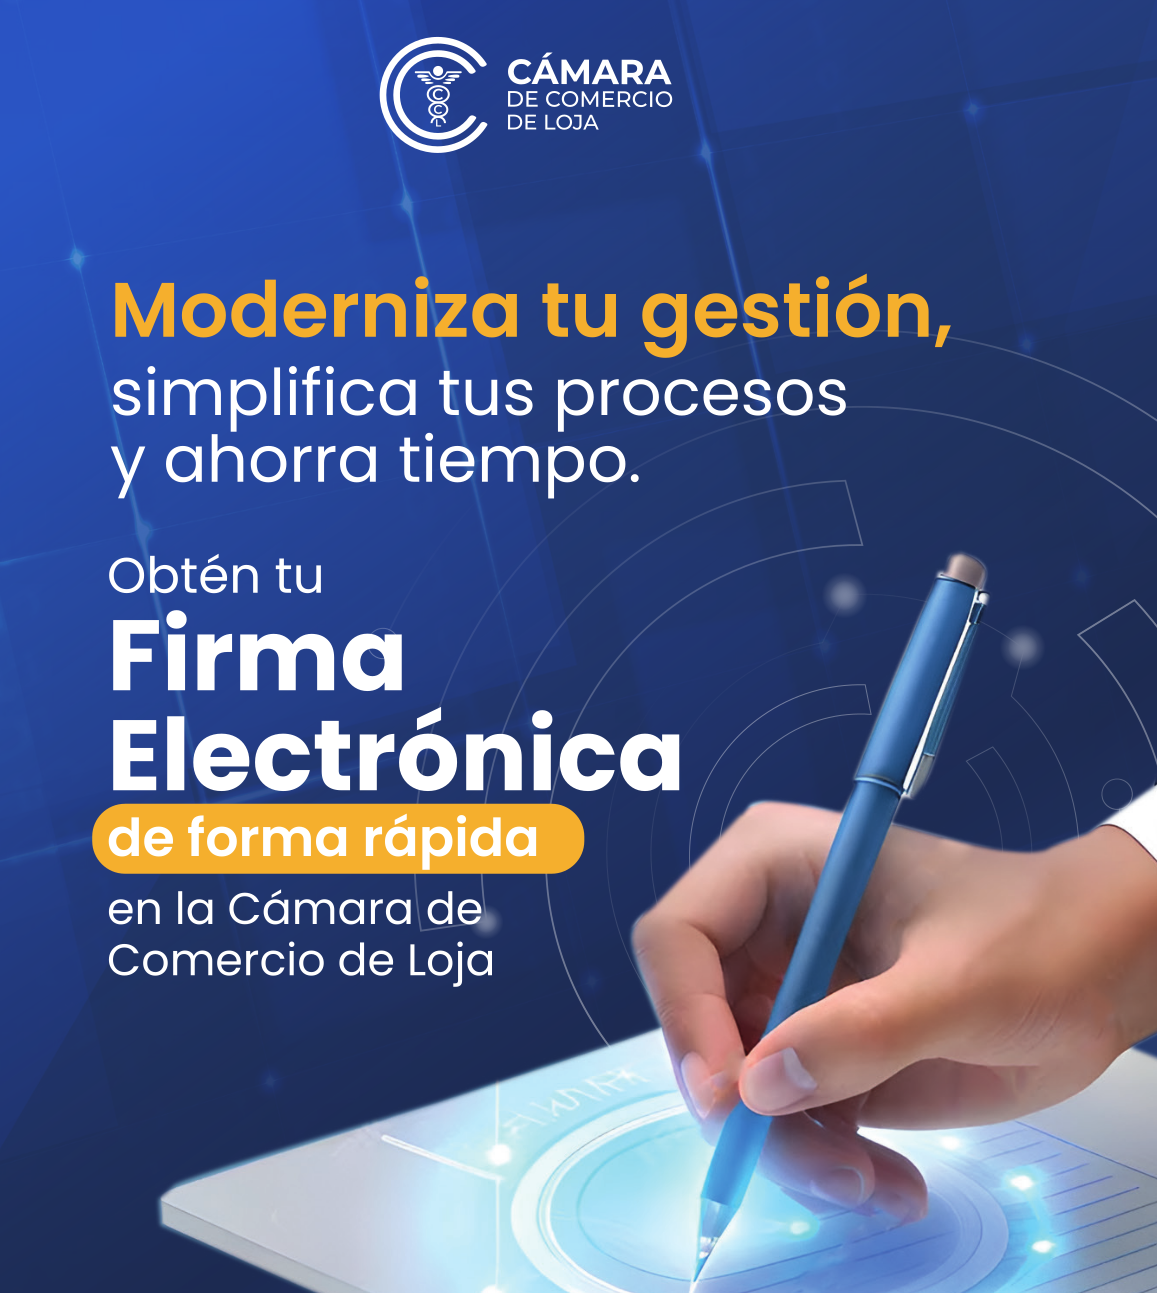 CÁMARA
DE COMERCIO
DE LOJA
Moderniza tu gestión,
simplifica tus procesos
y ahorra tiempo.
Obtén tu
Firma
Electrónica
de forma rápida
en la Cámara de
Comercio de Loja